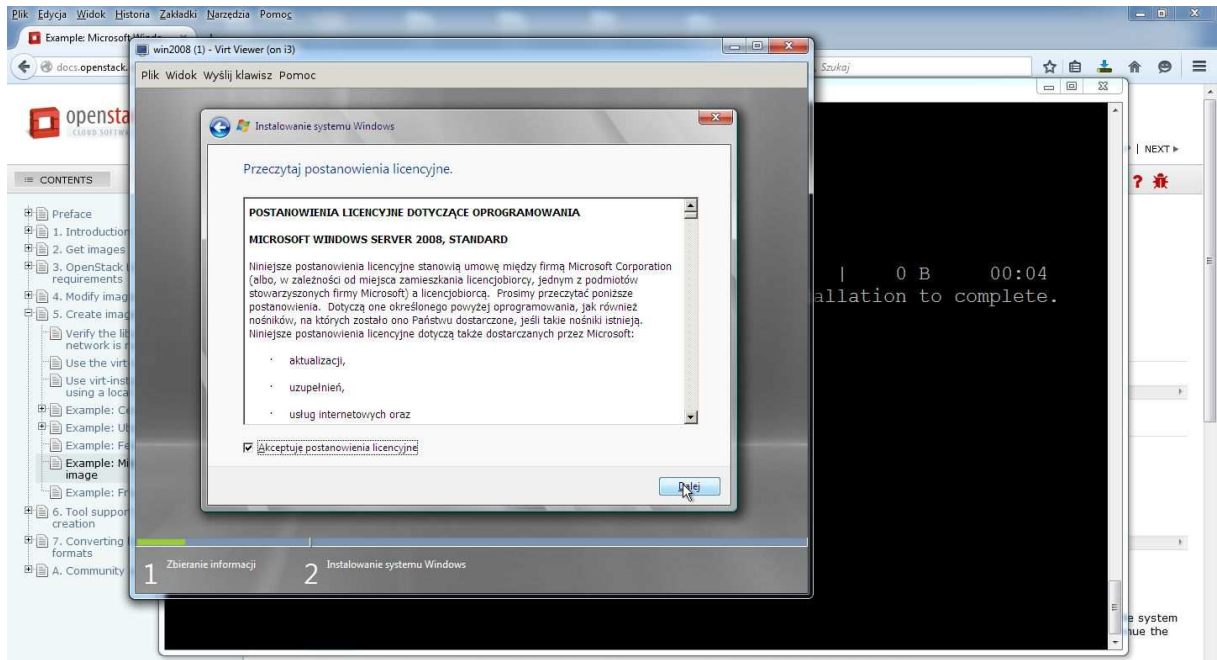 Plik Edycja Widok Historia Zakładki Narzędzia Pomoc
Example: Microsoft
docs.openstack.
Szukaj
openstack
CLOUD SOFTWA
CONTENTS
Preface
1. Introduction
2. Get images
3. OpenStack
requirements
4. Modify imag
5. Create imag
Verify the lib
network is r
Use the virt
Use virt-inst
using a loca
Example: Ce
Example: Ub
Example: Fe
Example: Mi
image
Example: Fr
6. Tool suppor
creation
7. Converting
formats
A. Community
win2008 (1) - Virt Viewer (on i3)
Plik Widok Wyślij klawisz Pomoc
Instalowanie systemu Windows
Przeczytaj postanowienia licencyjne.
POSTANOWIENIA LICENCYJNE DOTYCZĄCE OPROGRAMOWANIA
MICROSOFT WINDOWS SERVER 2008, STANDARD
Niniejsze postanowienia licencyjne stanowią umowę między firmą Microsoft Corporation
(albo, w zależności od miejsca zamieszkania licencjobiorcy, jednym z podmiotów
stowarzyszonych firmy Microsoft) a licencjobiorcą. Prosimy przeczytać poniższe
postanowienia. Dotyczą one określonego powyżej oprogramowania, jak również
nośników, na których zostało ono Państwu dostarczone, jeśli takie nośniki istnieją.
Niniejsze postanowienia licencyjne dotyczą także dostarczanych przez Microsoft:
· aktualizacji,
· uzupełnień,
· usług internetowych oraz
Akceptuję postanowienia licencyjne
Dalej
1 Zbieranie informacji
2 Instalowanie systemu Windows
| 0 B 00:04
allation to complete.
| NEXT
?
e system
nue the